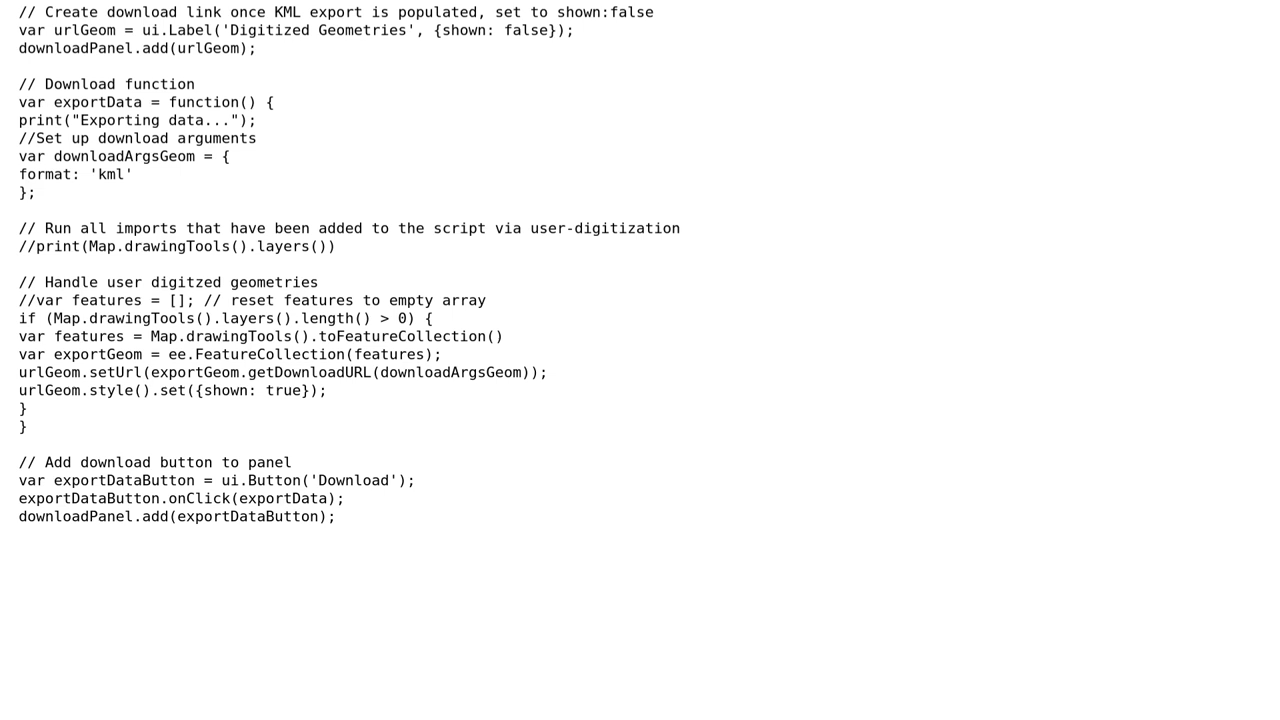 // Create download link once KML export is populated, set to shown:false
var urlGeom = ui.Label('Digitized Geometries', {shown: false});
downloadPanel.add(urlGeom);

// Download function
var exportData = function() {
print("Exporting data...");
//Set up download arguments
var downloadArgsGeom = {
format: 'kml'
};

// Run all imports that have been added to the script via user-digitization
//print(Map.drawingTools().layers())

// Handle user digitzed geometries
//var features = []; // reset features to empty array
if (Map.drawingTools().layers().length() > 0) {
var features = Map.drawingTools().toFeatureCollection()
var exportGeom = ee.FeatureCollection(features);
urlGeom.setUrl(exportGeom.getDownloadURL(downloadArgsGeom));
urlGeom.style().set({shown: true});
}
}

// Add download button to panel
var exportDataButton = ui.Button('Download');
exportDataButton.onClick(exportData);
downloadPanel.add(exportDataButton);